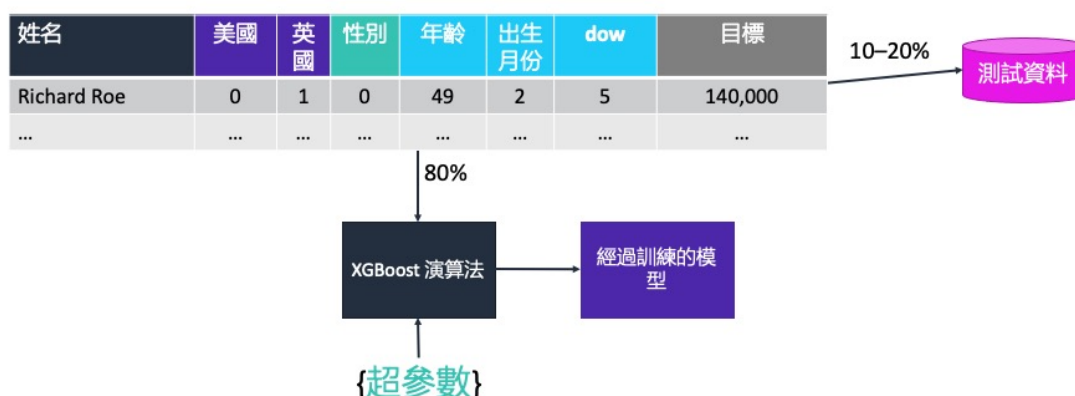 姓名 美國 英國 性別 年齡 出生月份 dow 目標
Richard Roe 0 1 0 49 2 5 140,000
... ... ... ... ... ... ... ...
10–20%
測試資料
80%
XGBoost 演算法
經過訓練的模
型
{超參數}